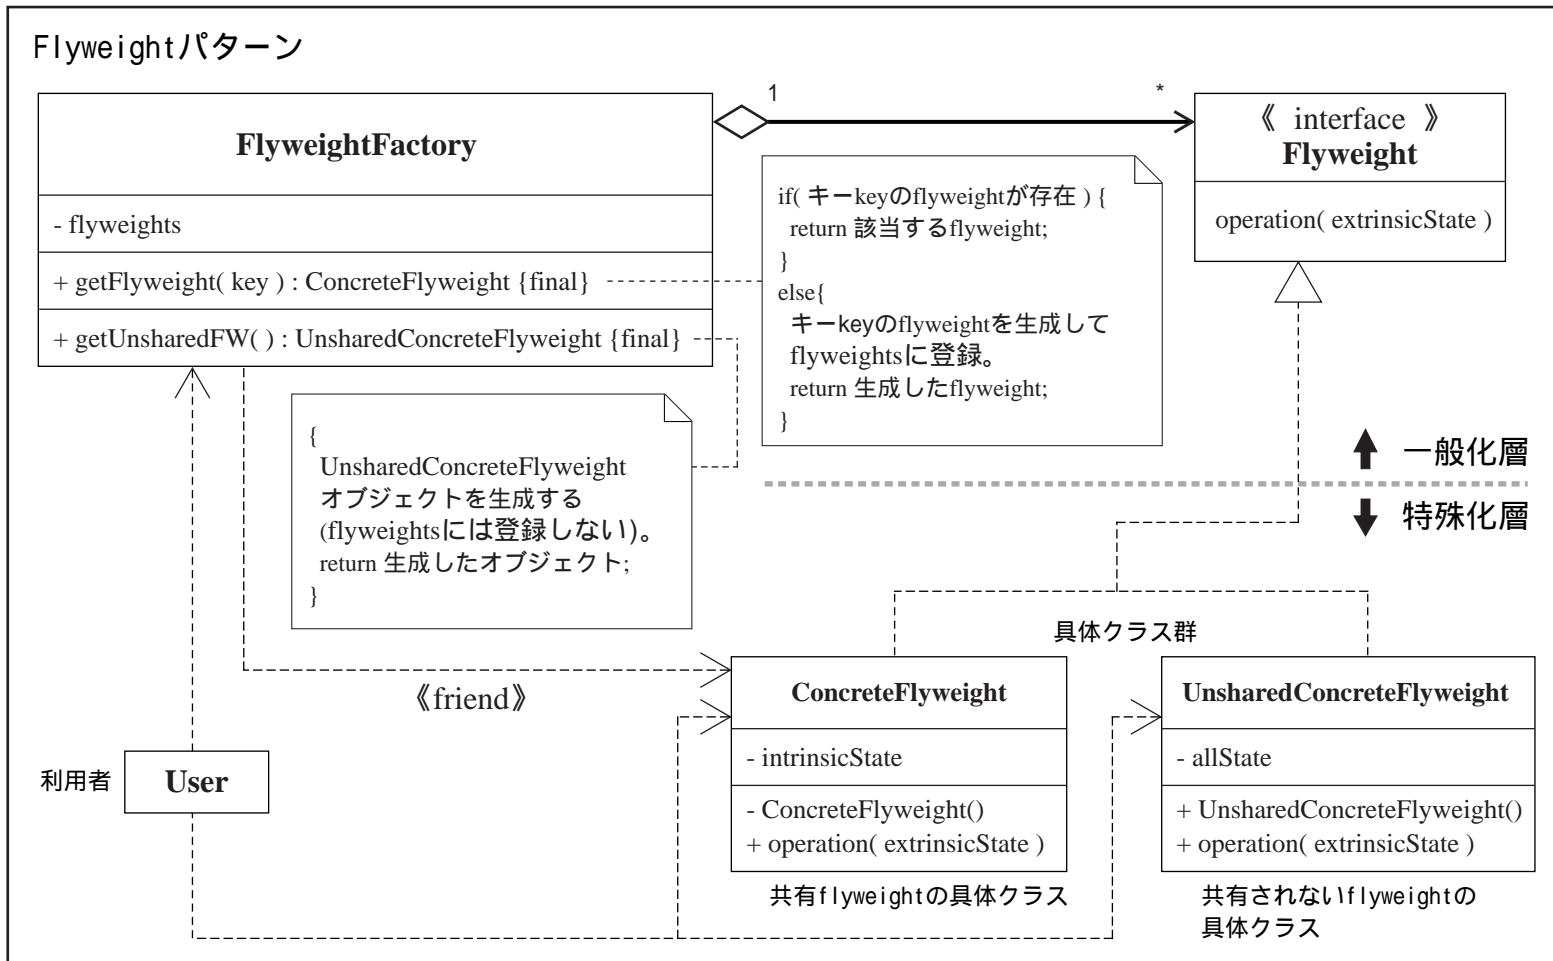 Flyweightパターン
1
*
FlyweightFactory
- flyweights
+ getFlyweight( key ) : ConcreteFlyweight {final}
+ getUnsharedFW( ) : UnsharedConcreteFlyweight {final}
《 interface 》
Flyweight
operation( extrinsicState )
if( キーkeyのflyweightが存在 ) {
return 該当するflyweight;
}
else{
キーkeyのflyweightを生成して
flyweightsに登録。
return 生成したflyweight;
}
{
UnsharedConcreteFlyweight
オブジェクトを生成する
(flyweightsには登録しない)。
return 生成したオブジェクト;
}
一般化層
特殊化層
具体クラス群
《friend》
利用者
User
ConcreteFlyweight
- intrinsicState
- ConcreteFlyweight()
+ operation( extrinsicState )
共有flyweightの具体クラス
UnsharedConcreteFlyweight
- allState
+ UnsharedConcreteFlyweight()
+ operation( extrinsicState )
共有されないflyweightの
具体クラス